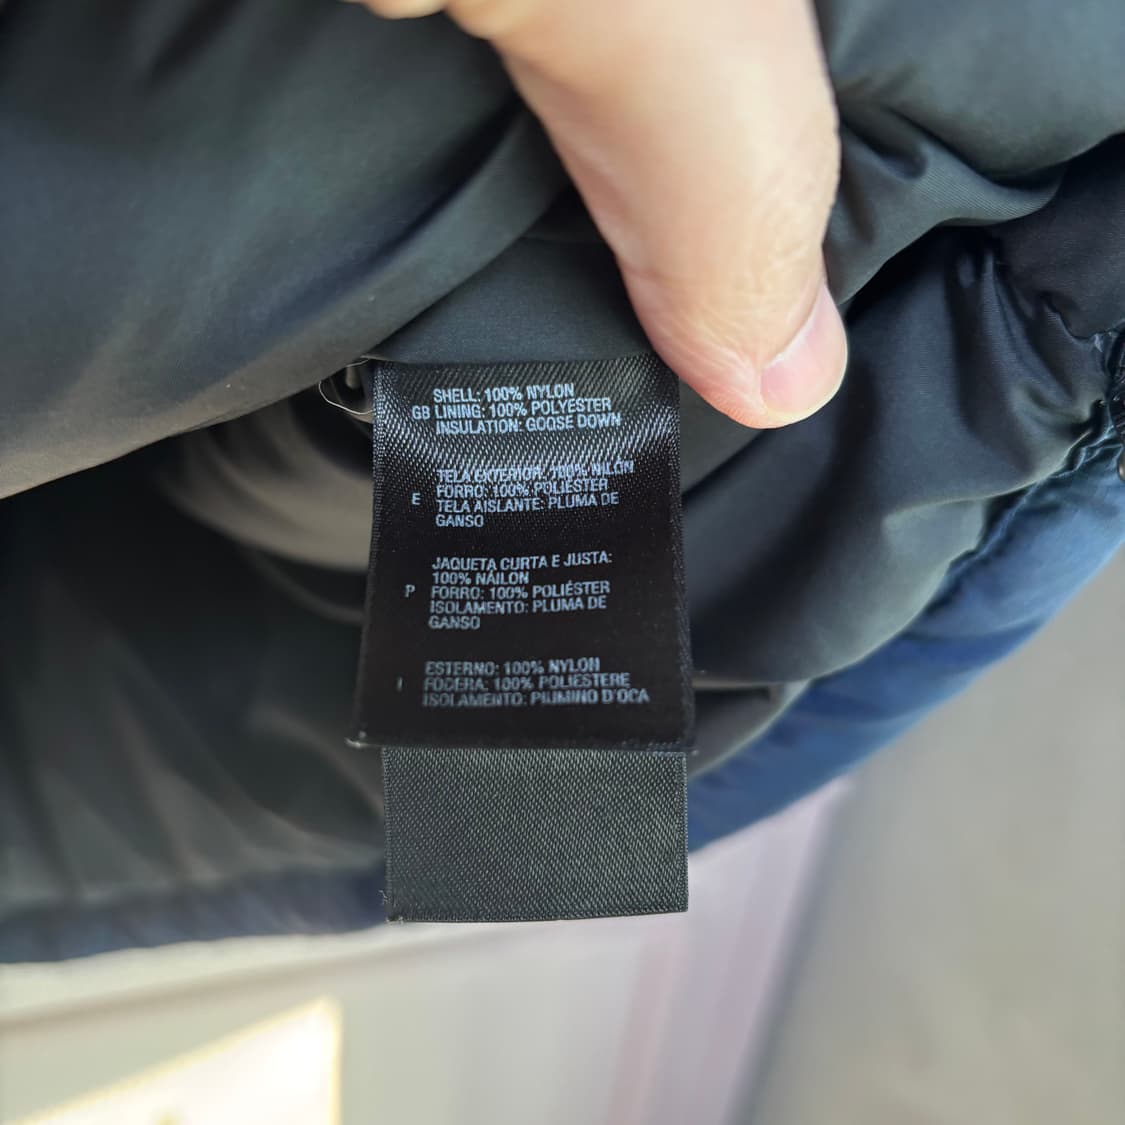 SHELL: 100% NYLON
GB LINING: 100% POLYESTER
INSULATION: GOOSE DOWN
TELA EXTERIOR: 100% NILON
FORRO: 100% POLIESTER
E TELA AISLANTE: PLUMA DE
GANSO
JAQUETA CURTA E JUSTA:
100% NÁILON
P FORRO: 100% POLIÉSTER
ISOLAMENTO: PLUMA DE
GANSO
ESTERNO: 100% NYLON
I FODERA: 100% POLIESTERE
ISOLAMENTO: PIUMINO D'OCA